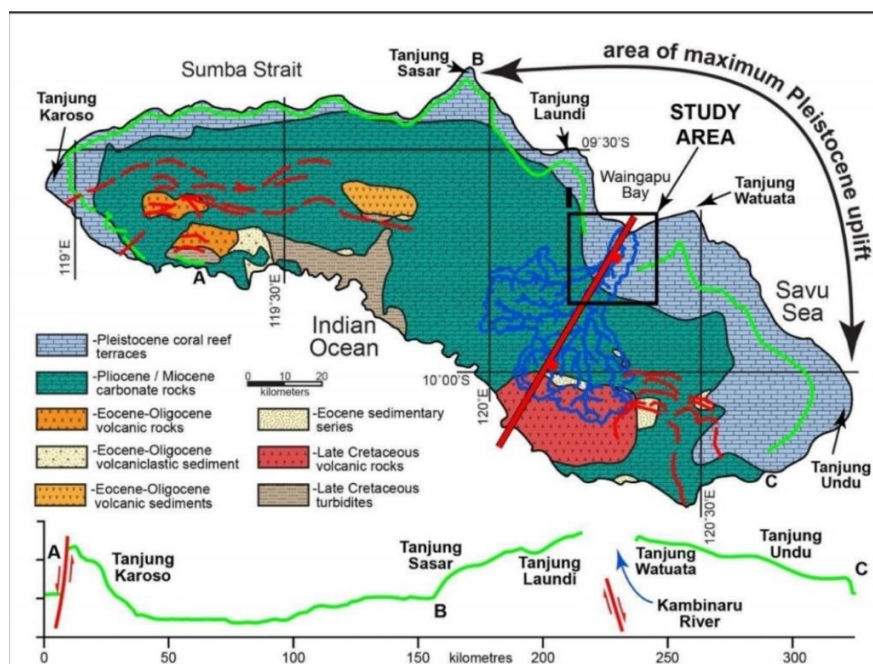 Sumba Strait
Tanjung
Sasar
B
area of maximum Pleistocene uplift
Tanjung
Karoso
Tanjung
Laundi
STUDY
AREA
09°30'S
Waingapu
Bay
Tanjung
Watuata
119°E
A
119°30'E
Indian
Ocean
Savu
Sea
-Pleistocene coral reef
terraces
-Pliocene / Miocene
carbonate rocks
0 10 20
kilometers
10°00'S
120°E
-Eocene-Oligocene
volcanic rocks
-Eocene sedimentary
series
-Eocene-Oligocene
volcaniclastic sediment
-Late Cretaceous
volcanic rocks
-Eocene-Oligocene
volcanic sediments
-Late Cretaceous
turbidites
C
Tanjung
Undu
120°30'E
A
Tanjung
Karoso
Tanjung
Sasar
B
Tanjung
Laundi
Tanjung
Watuata
Tanjung
Undu
C
Kambinaru
River
0 50 100 150 kilometres 200 250 300